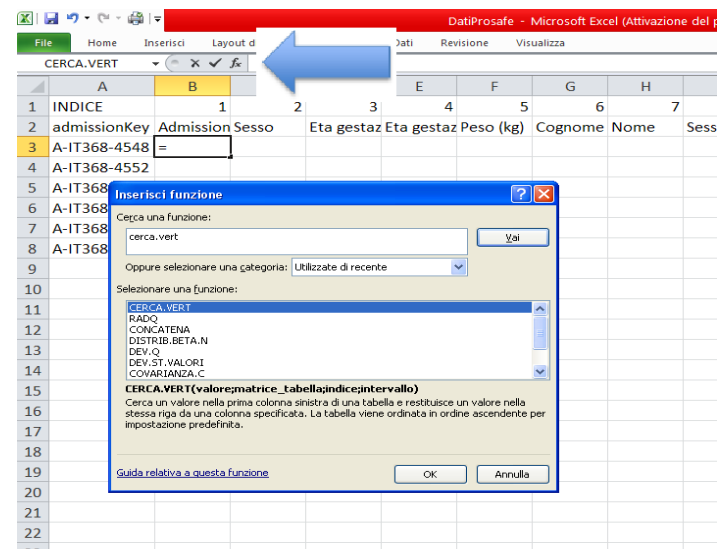 DatiProsafe - Microsoft Excel (Attivazione del p
File Home Inserisci Layout d Dati Revisione Visualizza
CERCA.VERT fx
A B E F G H
1 INDICE 1 2 3 4 5 6 7
2 admissionKey Admission Sesso Eta gestaz Eta gestaz Peso (kg) Cognome Nome Sess
3 A-IT368-4548 =
4 A-IT368-4552
5 A-IT368
6 A-IT368
7 A-IT368
8 A-IT368
9
10
11
12
13
14
15
16
17
18
19
20
21
22
Inserisci funzione
Cerca una funzione:
cerca.vert
Vai
Oppure selezionare una categoria: Utilizzate di recente
Selezionare una funzione:
CERCA.VERT
RADQ
CONCATENA
DISTRIB.BETA.N
DEV.Q
DEV.ST.VALORI
COVARIANZA.C
CERCA.VERT(valore;matrice_tabella;indice;intervallo)
Cerca un valore nella prima colonna sinistra di una tabella e restituisce un valore nella
stessa riga da una colonna specificata. La tabella viene ordinata in ordine ascendente per
impostazione predefinita.
Guida relativa a questa funzione
OK Annulla